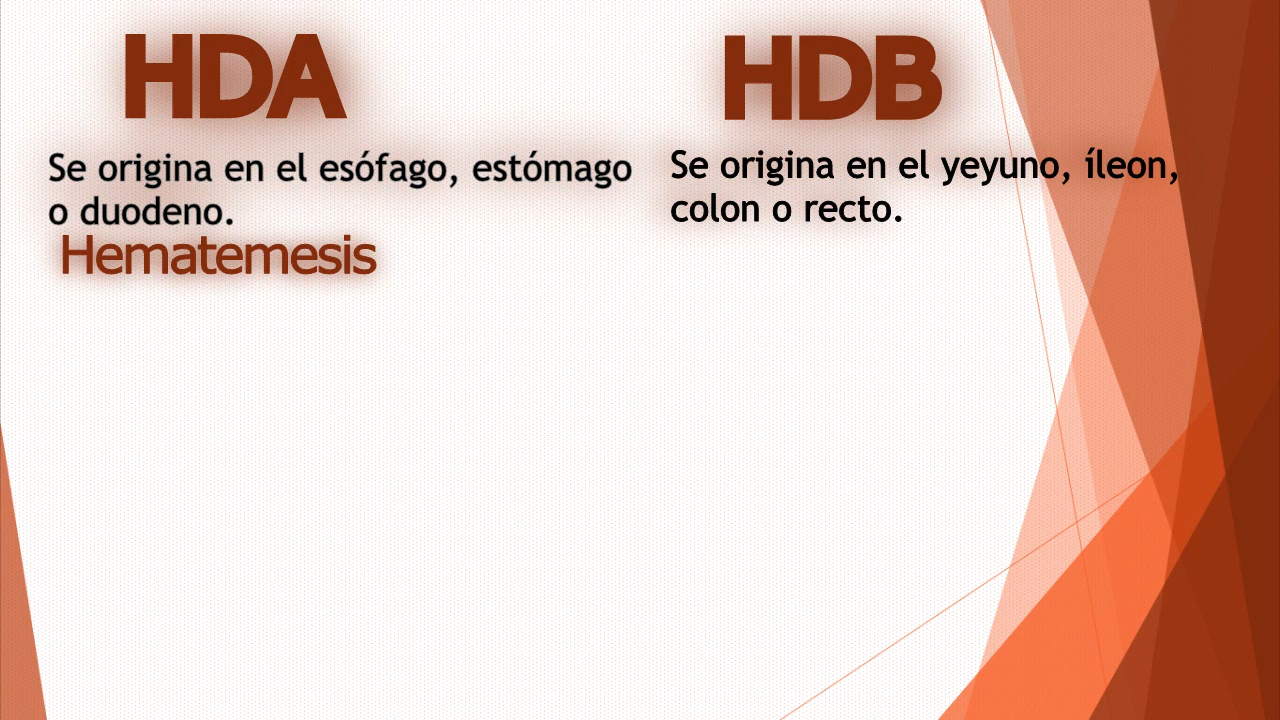 HDA
Se origina en el esófago, estómago
o duodeno.
Hematemesis
HDB
Se origina en el yeyuno, íleon,
colon o recto.